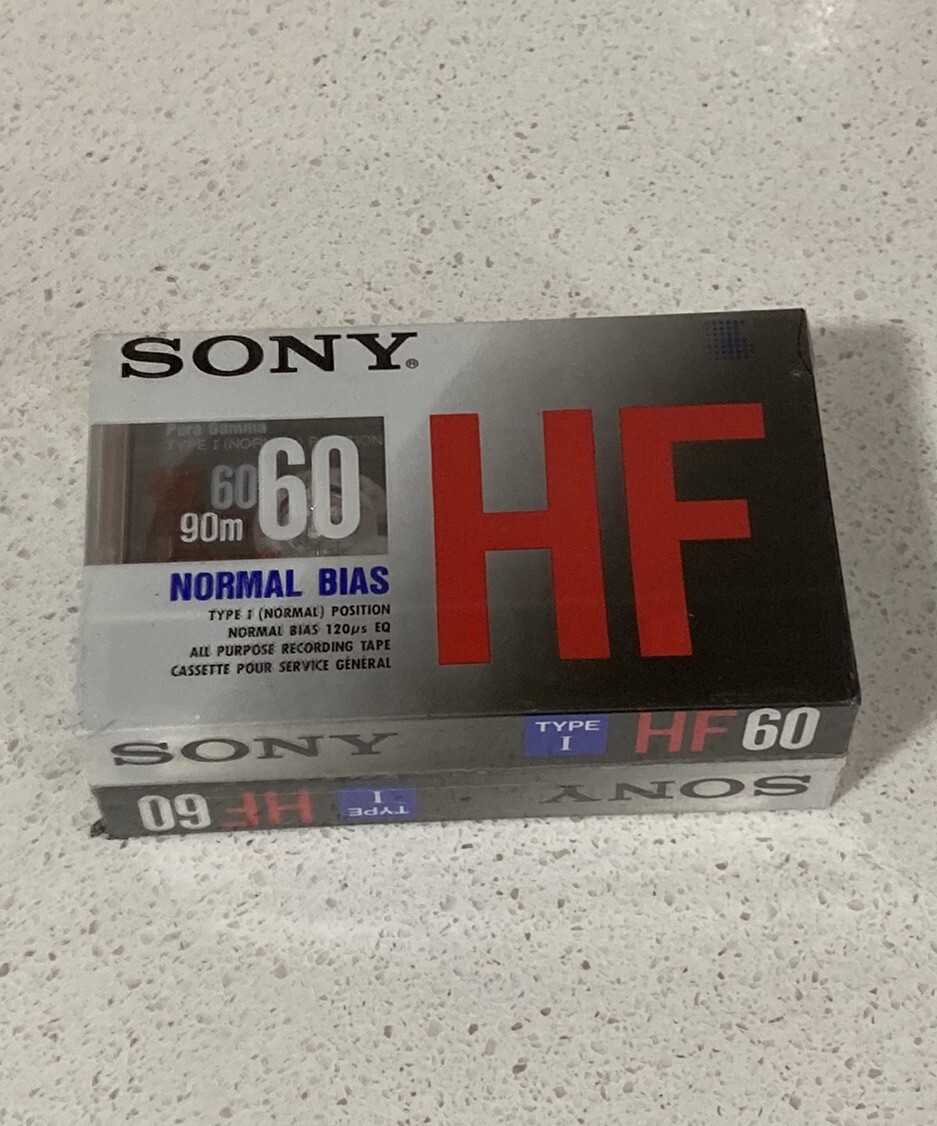 SONY®
Pure Gamma
TYPE I (NORMAL) POSITION
60
90m 60
HF
NORMAL BIAS
TYPE I (NORMAL) POSITION
NORMAL BIAS 120µs EQ
ALL PURPOSE RECORDING TAPE
CASSETTE POUR SERVICE GÉNÉRAL
SONY TYPE I HF 60
SONY TYPE I HF 60